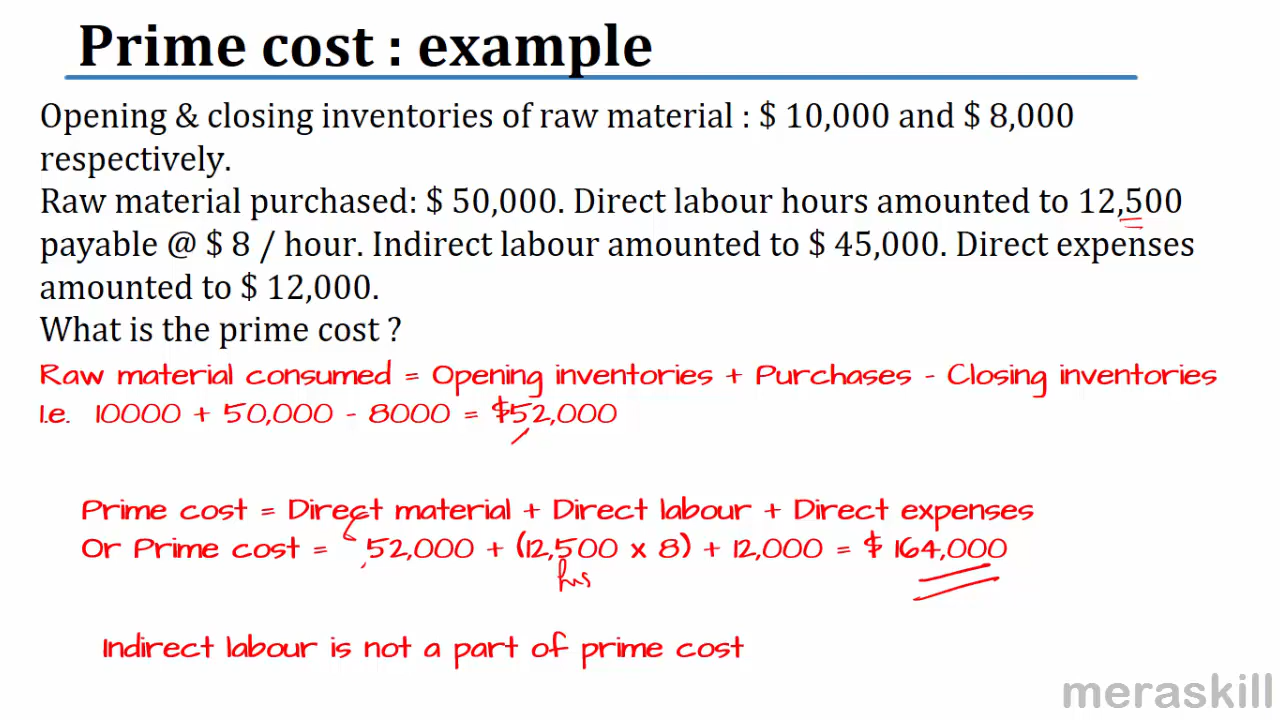 Prime cost : example
Opening & closing inventories of raw material : $ 10,000 and $ 8,000
respectively.
Raw material purchased: $ 50,000. Direct labour hours amounted to 12,500
payable @ $ 8 / hour. Indirect labour amounted to $ 45,000. Direct expenses
amounted to $ 12,000.
What is the prime cost ?
Raw material consumed = Opening inventories + Purchases - Closing inventories
I.e. 10000 + 50,000 - 8000 = $52,000
Prime cost = Direct material + Direct labour + Direct expenses
Or Prime cost = 52,000 + (12,500 x 8) + 12,000 = $ 164,000
hrs
Indirect labour is not a part of prime cost
meraskill